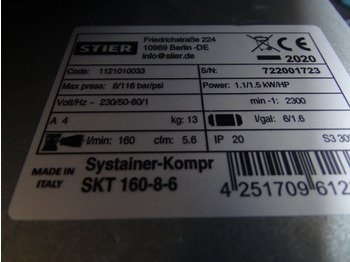 STIER
Friedrichstraße 224
10969 Berlin -DE
info@stier.de
2020
Code: 1121010033
S/N: 722001723
Max press: 8/116 bar/psi
Power: 1.1/1.5 kW/HP
Volt/Hz~ 230/50-60/1
min -1: 2300
A 4
kg: 13
l/gal: 6/1.6
l/min: 160
cfm: 5.6
IP 20
MADE IN
ITALY
Systainer-Kompr
SKT 160-8-6
4 251709 612